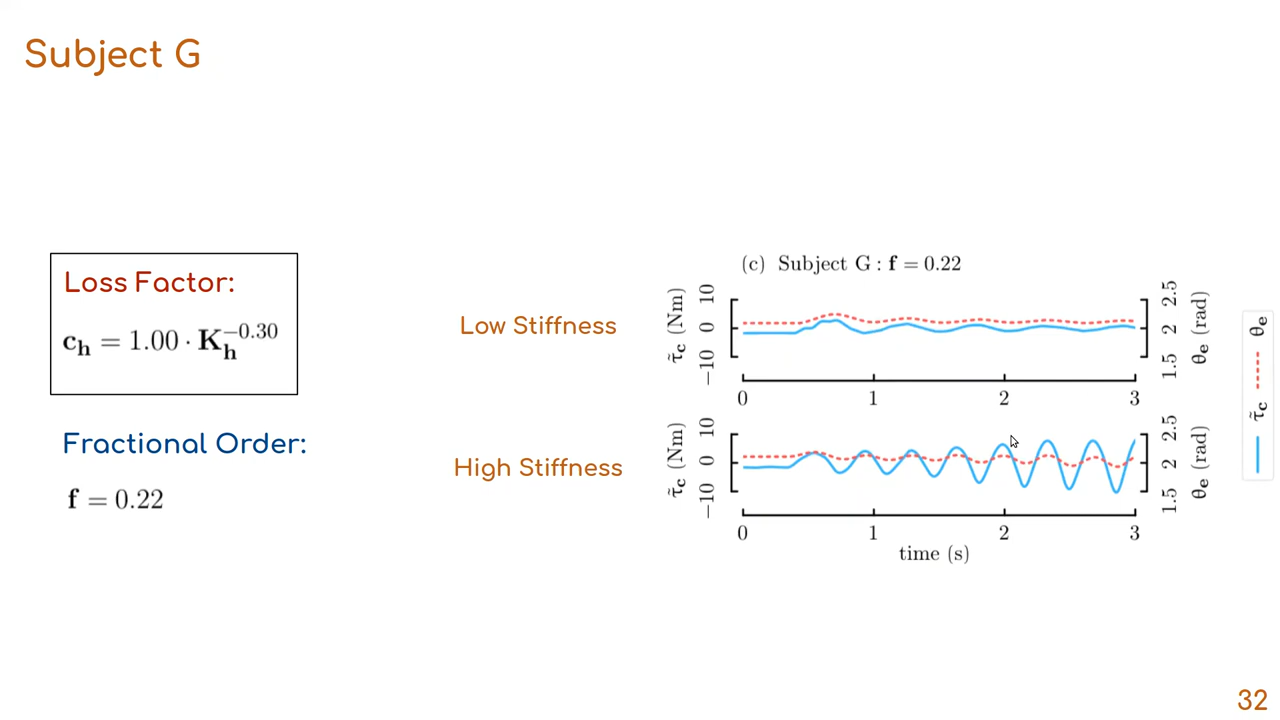 Subject G
Loss Factor:
c_h = 1.00 · K_h^−0.30
Fractional Order:
f = 0.22
Low Stiffness
High Stiffness
(c) Subject G : f = 0.22
τ̃_c (Nm)
−10 0 10
1.5 2 2.5
θ_e (rad)
0 1 2 3
τ̃_c (Nm)
−10 0 10
1.5 2 2.5
θ_e (rad)
0 1 2 3
time (s)
τ̃_c θ_e
32